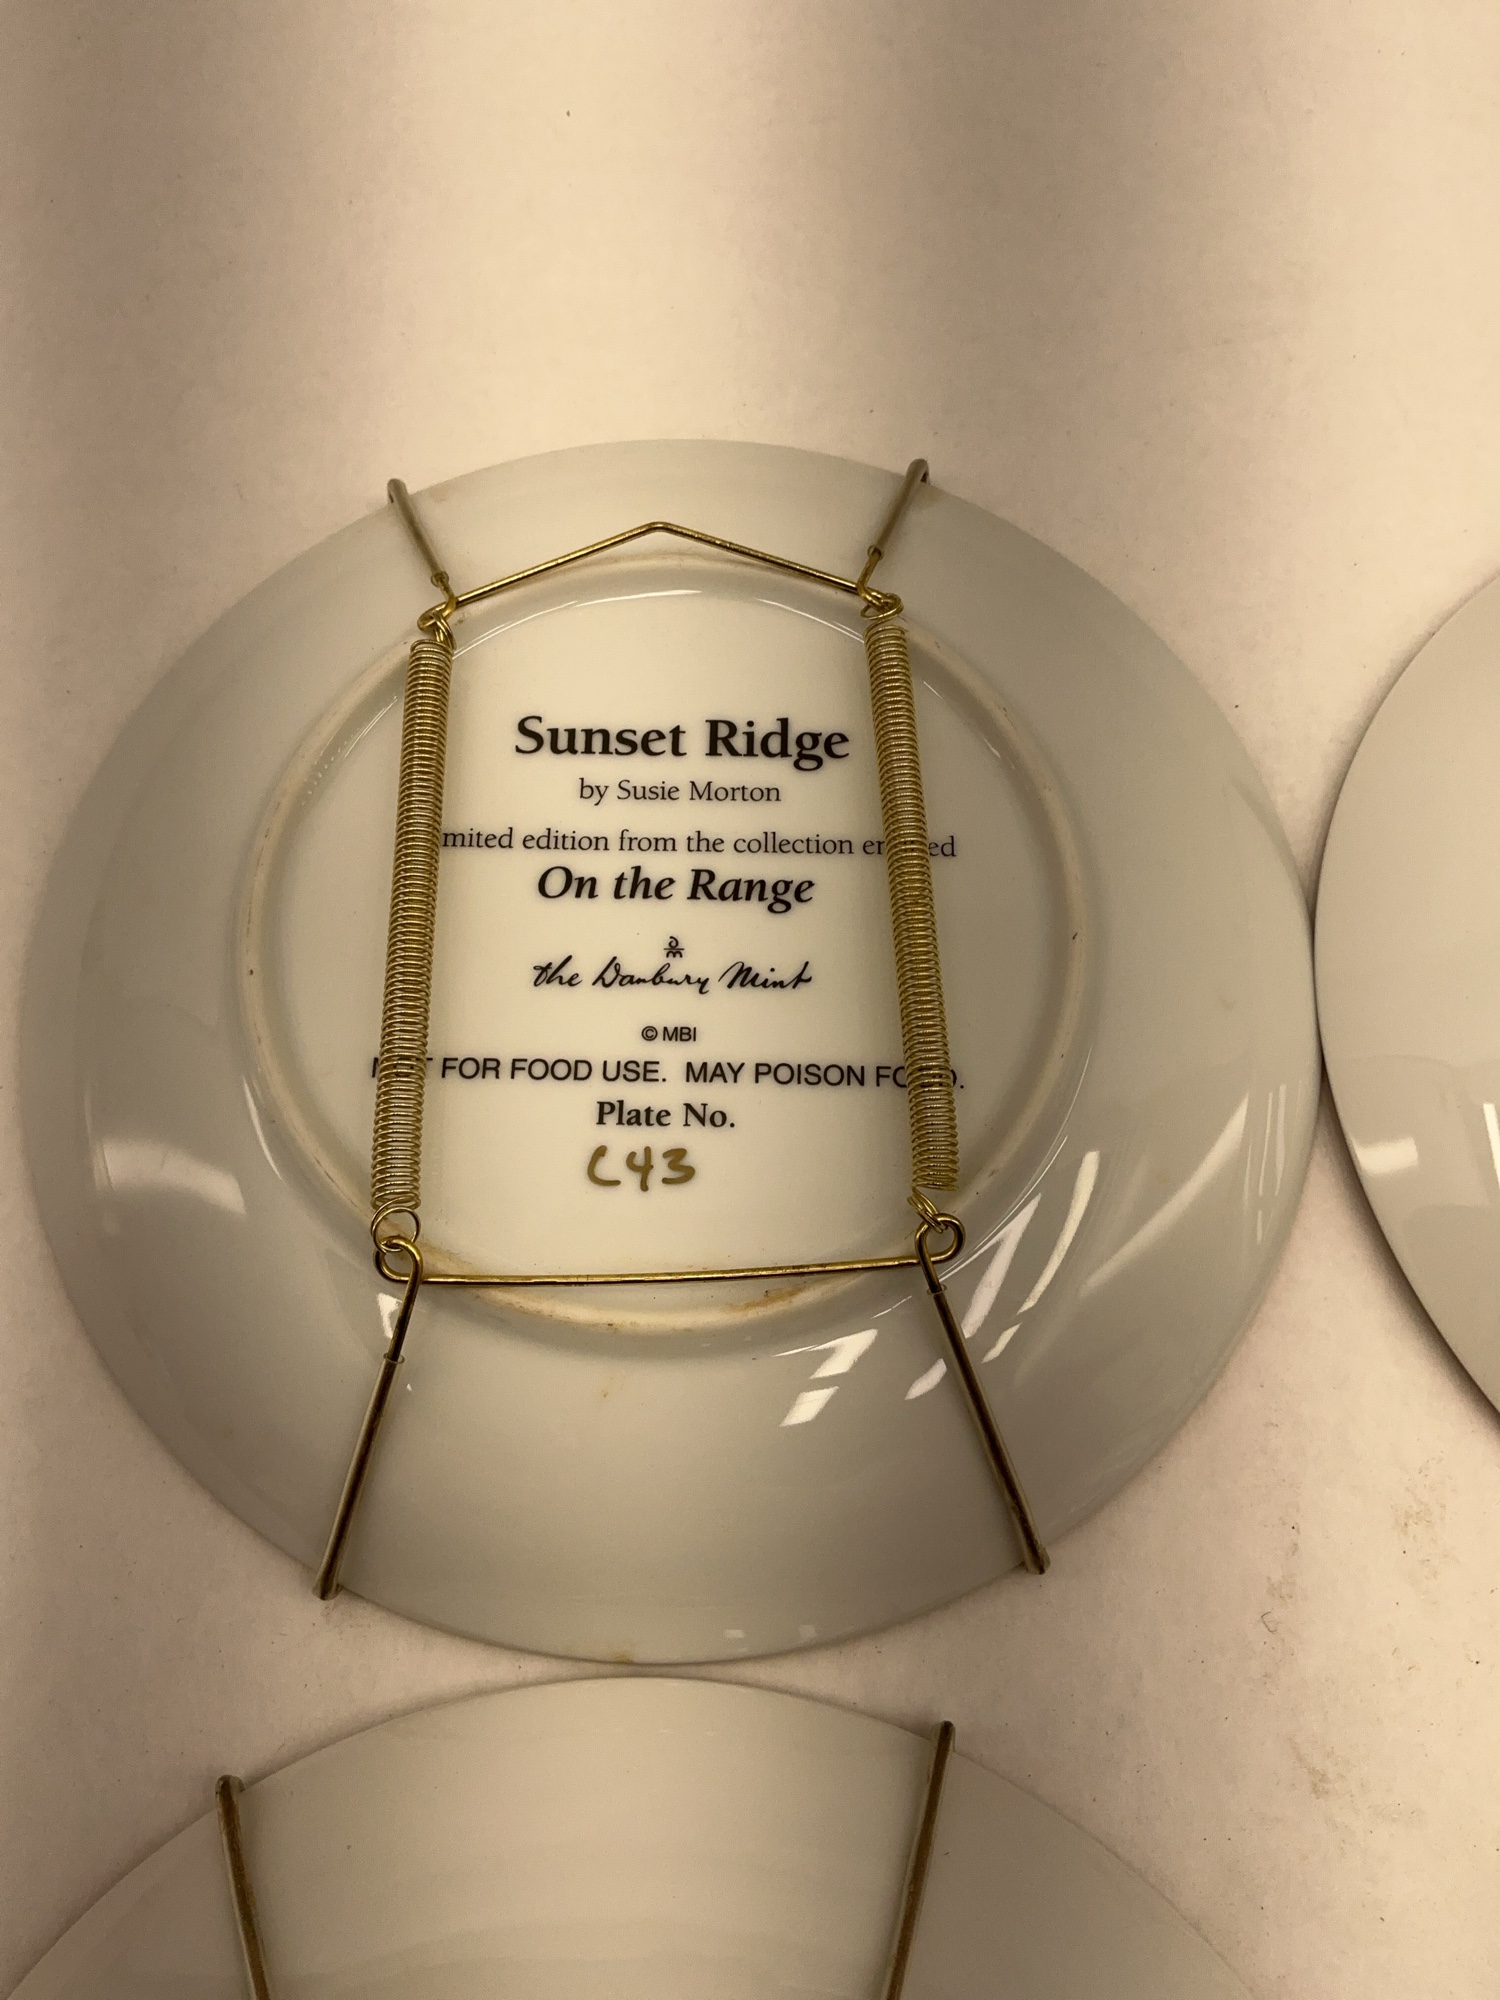 Sunset Ridge
by Susie Morton
mited edition from the collection en ed
On the Range
the Danbury Mint
© MBI
FOR FOOD USE. MAY POISON
Plate No.
C43